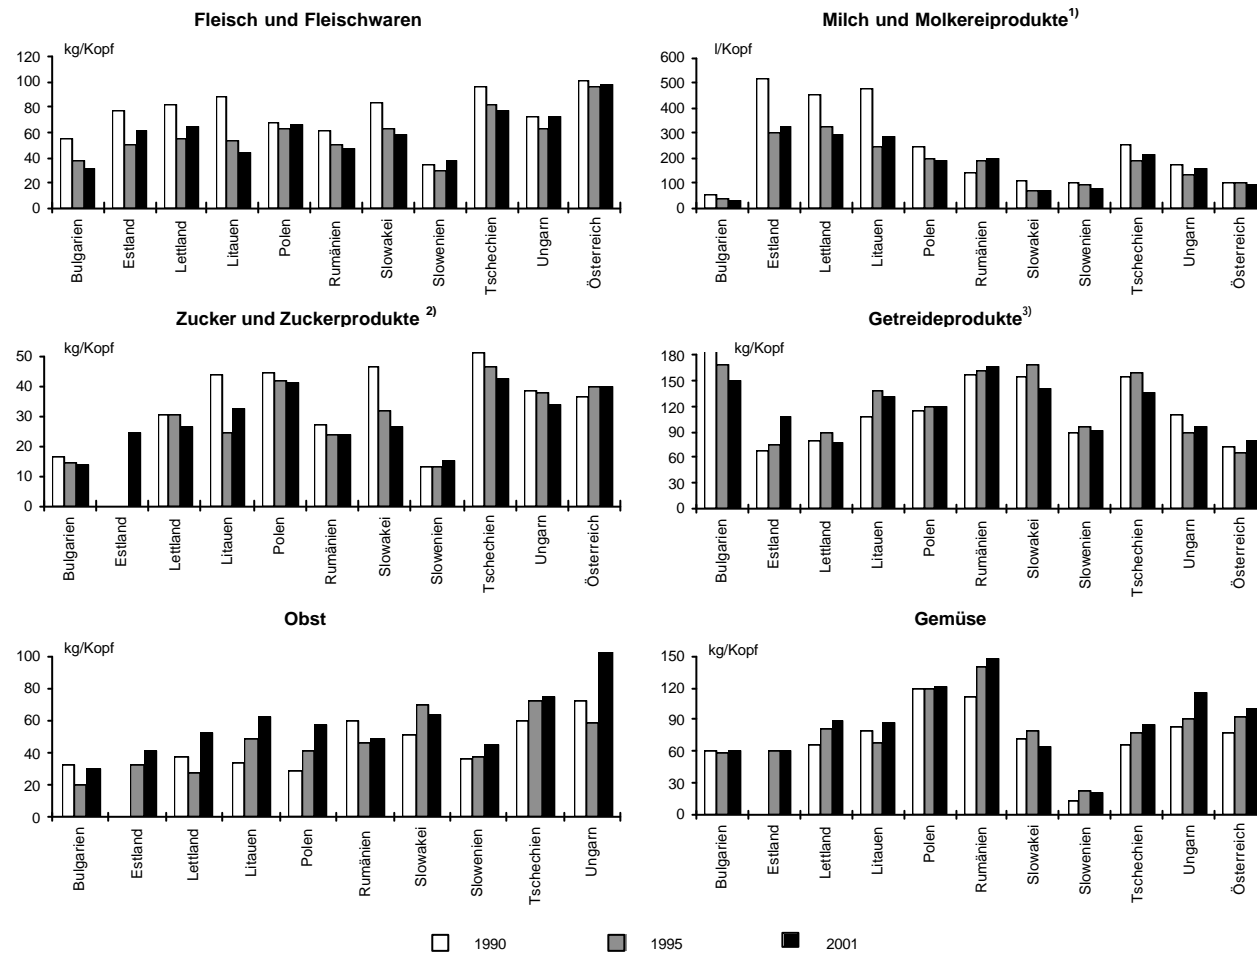 Fleisch und Fleischwaren
kg/Kopf
120
100
80
60
40
20
0
Bulgarien
Estland
Lettland
Litauen
Polen
Rumänien
Slowakei
Slowenien
Tschechien
Ungarn
Österreich
Milch und Molkereiprodukte1)
l/Kopf
600
500
400
300
200
100
0
Bulgarien
Estland
Lettland
Litauen
Polen
Rumänien
Slowakei
Slowenien
Tschechien
Ungarn
Österreich
Zucker und Zuckerprodukte 2)
kg/Kopf
50
40
30
20
10
0
Bulgarien
Estland
Lettland
Litauen
Polen
Rumänien
Slowakei
Slowenien
Tschechien
Ungarn
Österreich
Getreideprodukte3)
kg/Kopf
180
150
120
90
60
30
0
Bulgarien
Estland
Lettland
Litauen
Polen
Rumänien
Slowakei
Slowenien
Tschechien
Ungarn
Österreich
Obst
kg/Kopf
100
80
60
40
20
0
Bulgarien
Estland
Lettland
Litauen
Polen
Rumänien
Slowakei
Slowenien
Tschechien
Ungarn
Gemüse
kg/Kopf
150
120
90
60
30
0
Bulgarien
Estland
Lettland
Litauen
Polen
Rumänien
Slowakei
Slowenien
Tschechien
Ungarn
Österreich
1990
1995
2001